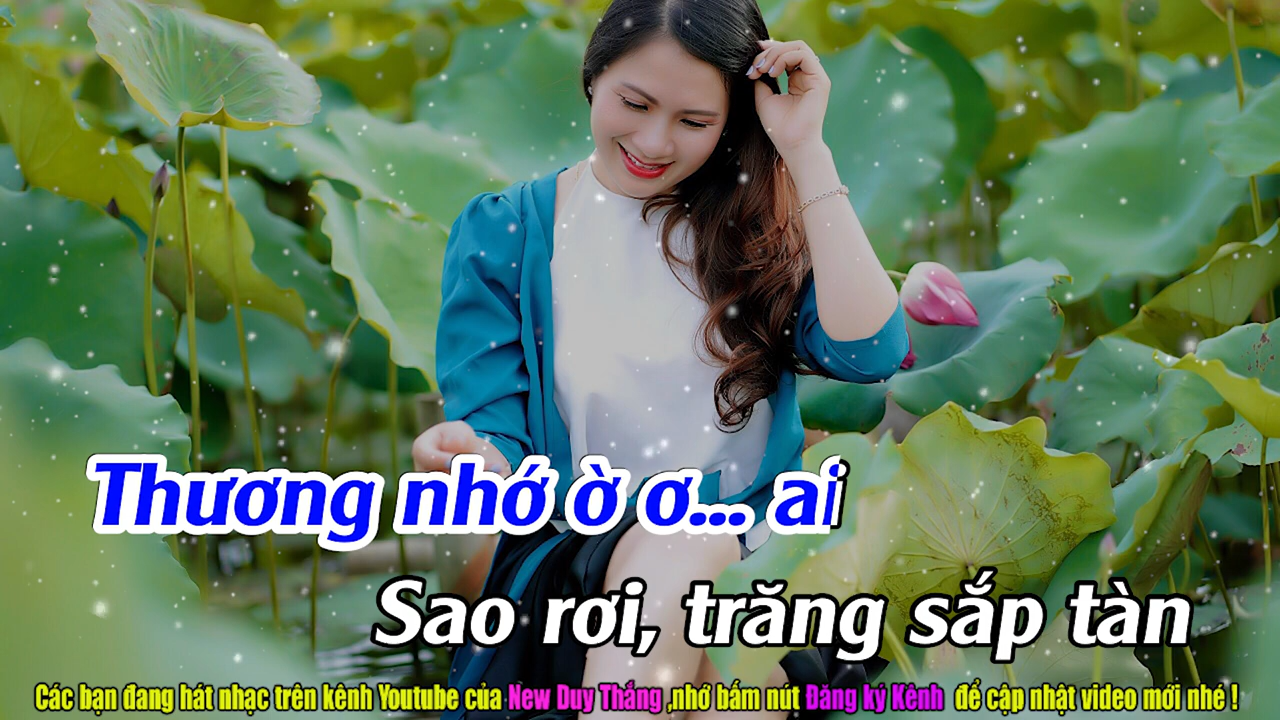 Thương nhớ ờ ơ... ai
Sao rơi, trăng sắp tàn
Các bạn đang hát nhạc trên kênh Youtube của New Duy Thắng ,nhớ bấm nút Đăng ký Kênh để cập nhật video mới nhé !